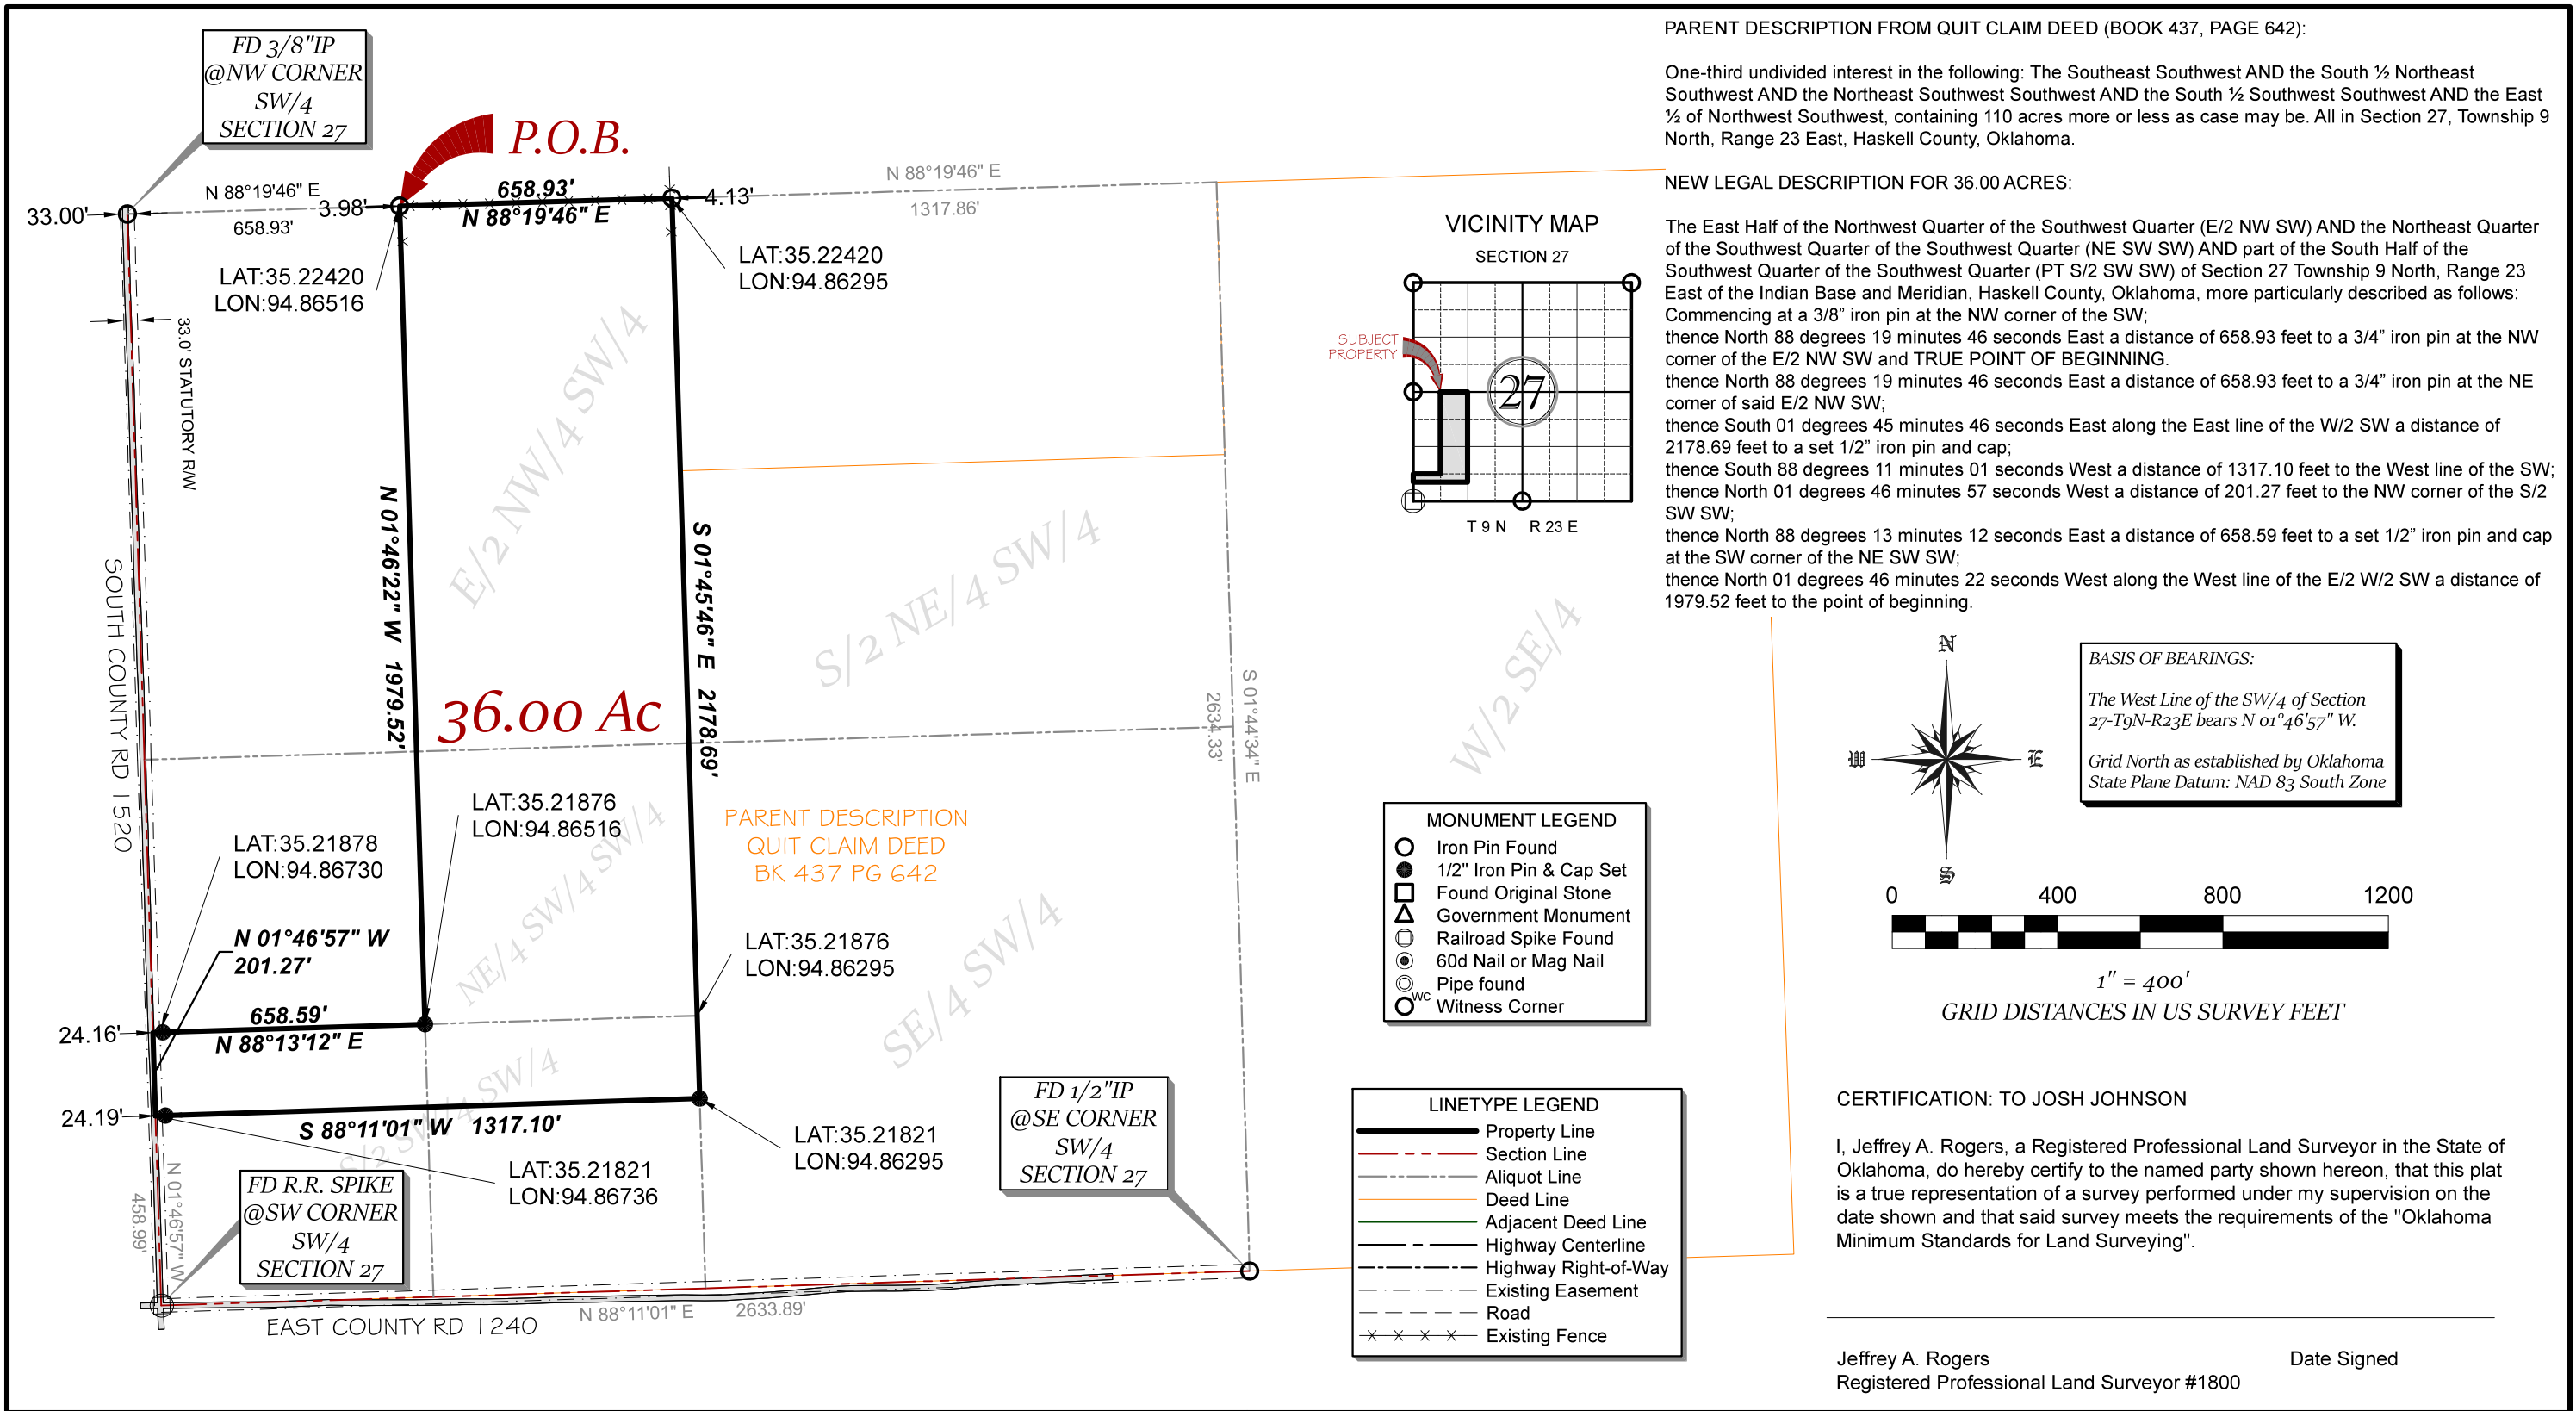 FD 3/8"IP
@NW CORNER
SW/4
SECTION 27
P.O.B.
N 88°19'46" E
658.93'
33.00'
3.98'
658.93'
N 88°19'46" E
4.13'
N 88°19'46" E
1317.86'
LAT:35.22420
LON:94.86516
LAT:35.22420
LON:94.86295
33.0' STATUTORY R/W
SOUTH COUNTY RD 1520
N 01°46'22" W 1979.52'
S 01°45'46" E 2178.69'
E/2 NW/4 SW/4
S/2 NE/4 SW/4
W/2 SE/4
S 01°44'34" E
2634.33'
36.00 Ac
PARENT DESCRIPTION
QUIT CLAIM DEED
BK 437 PG 642
LAT:35.21876
LON:94.86516
LAT:35.21878
LON:94.86730
NE/4 SW/4 SW/4
SE/4 SW/4
LAT:35.21876
LON:94.86295
N 01°46'57" W
201.27'
24.16'
658.59'
N 88°13'12" E
24.19'
S 88°11'01" W 1317.10'
S/2 SW/4 SW/4
LAT:35.21821
LON:94.86736
LAT:35.21821
LON:94.86295
N 01°46'57" W
458.99'
FD R.R. SPIKE
@SW CORNER
SW/4
SECTION 27
FD 1/2"IP
@SE CORNER
SW/4
SECTION 27
EAST COUNTY RD 1240
N 88°11'01" E 2633.89'
VICINITY MAP
SECTION 27
SUBJECT
PROPERTY
27
T 9 N R 23 E
MONUMENT LEGEND
Iron Pin Found
1/2" Iron Pin & Cap Set
Found Original Stone
Government Monument
Railroad Spike Found
60d Nail or Mag Nail
Pipe found
WC Witness Corner
LINETYPE LEGEND
Property Line
Section Line
Aliquot Line
Deed Line
Adjacent Deed Line
Highway Centerline
Highway Right-of-Way
Existing Easement
Road
Existing Fence
PARENT DESCRIPTION FROM QUIT CLAIM DEED (BOOK 437, PAGE 642):
One-third undivided interest in the following: The Southeast Southwest AND the South ½ Northeast
Southwest AND the Northeast Southwest Southwest AND the South ½ Southwest Southwest AND the East
½ of Northwest Southwest, containing 110 acres more or less as case may be. All in Section 27, Township 9
North, Range 23 East, Haskell County, Oklahoma.
NEW LEGAL DESCRIPTION FOR 36.00 ACRES:
The East Half of the Northwest Quarter of the Southwest Quarter (E/2 NW SW) AND the Northeast Quarter
of the Southwest Quarter of the Southwest Quarter (NE SW SW) AND part of the South Half of the
Southwest Quarter of the Southwest Quarter (PT S/2 SW SW) of Section 27 Township 9 North, Range 23
East of the Indian Base and Meridian, Haskell County, Oklahoma, more particularly described as follows:
Commencing at a 3/8” iron pin at the NW corner of the SW;
thence North 88 degrees 19 minutes 46 seconds East a distance of 658.93 feet to a 3/4” iron pin at the NW
corner of the E/2 NW SW and TRUE POINT OF BEGINNING.
thence North 88 degrees 19 minutes 46 seconds East a distance of 658.93 feet to a 3/4” iron pin at the NE
corner of said E/2 NW SW;
thence South 01 degrees 45 minutes 46 seconds East along the East line of the W/2 SW a distance of
2178.69 feet to a set 1/2” iron pin and cap;
thence South 88 degrees 11 minutes 01 seconds West a distance of 1317.10 feet to the West line of the SW;
thence North 01 degrees 46 minutes 57 seconds West a distance of 201.27 feet to the NW corner of the S/2
SW SW;
thence North 88 degrees 13 minutes 12 seconds East a distance of 658.59 feet to a set 1/2” iron pin and cap
at the SW corner of the NE SW SW;
thence North 01 degrees 46 minutes 22 seconds West along the West line of the E/2 W/2 SW a distance of
1979.52 feet to the point of beginning.
N
W
E
S
BASIS OF BEARINGS:
The West Line of the SW/4 of Section
27-T9N-R23E bears N 01°46'57" W.
Grid North as established by Oklahoma
State Plane Datum: NAD 83 South Zone
0 400 800 1200
1" = 400'
GRID DISTANCES IN US SURVEY FEET
CERTIFICATION: TO JOSH JOHNSON
I, Jeffrey A. Rogers, a Registered Professional Land Surveyor in the State of
Oklahoma, do hereby certify to the named party shown hereon, that this plat
is a true representation of a survey performed under my supervision on the
date shown and that said survey meets the requirements of the "Oklahoma
Minimum Standards for Land Surveying".
Jeffrey A. Rogers Date Signed
Registered Professional Land Surveyor #1800